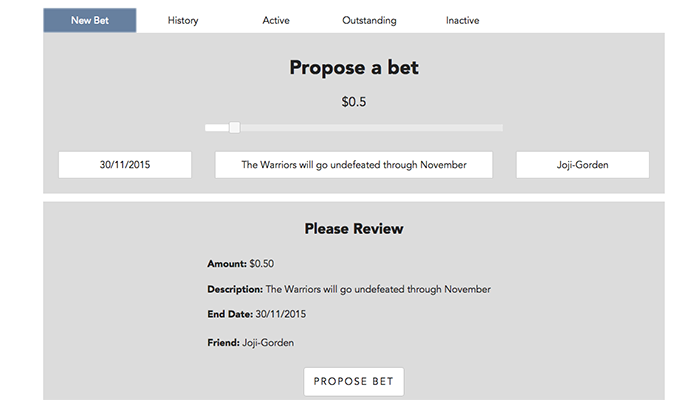 New Bet History Active Outstanding Inactive
Propose a bet
$0.5
30/11/2015 The Warriors will go undefeated through November Joji-Gorden
Please Review
Amount: $0.50
Description: The Warriors will go undefeated through November
End Date: 30/11/2015
Friend: Joji-Gorden
PROPOSE BET